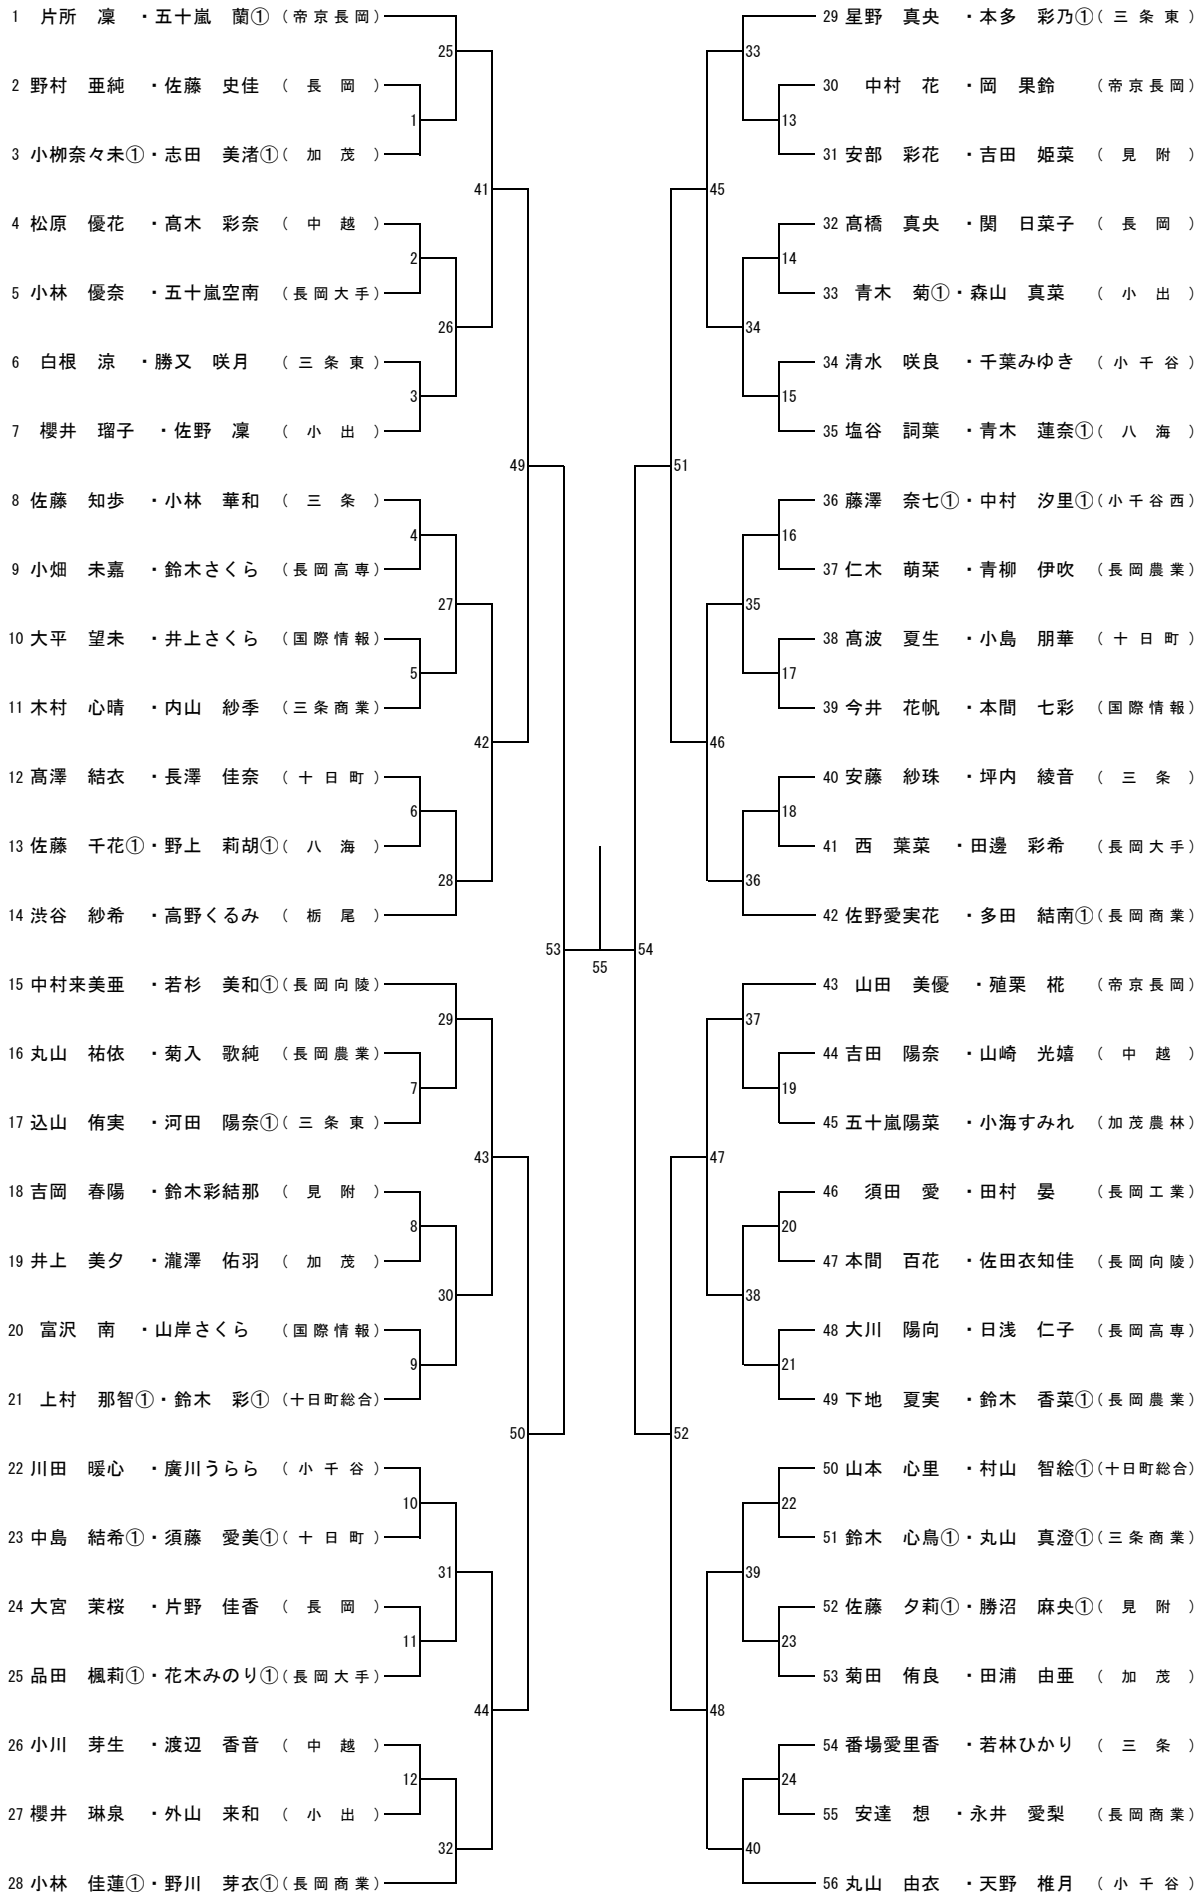 1 片所 凜 ・五十嵐 蘭① (帝京長岡)
25
2 野村 亜純 ・佐藤 史佳 (長岡)
1
3 小栁奈々未①・志田 美渚① (加茂)
41
4 松原 優花 ・髙木 彩奈 (中越)
2
5 小林 優奈 ・五十嵐空南 (長岡大手)
26
6 白根 涼 ・勝又 咲月 (三条東)
3
7 櫻井 瑠子 ・佐野 凜 (小出)
49
8 佐藤 知歩 ・小林 華和 (三条)
4
9 小畑 未嘉 ・鈴木さくら (長岡高専)
27
10 大平 望未 ・井上さくら (国際情報)
5
11 木村 心晴 ・内山 紗季 (三条商業)
42
12 髙澤 結衣 ・長澤 佳奈 (十日町)
6
13 佐藤 千花①・野上 莉胡① (八海)
28
14 渋谷 紗希 ・高野くるみ (栃尾)
53
55
15 中村来美亜 ・若杉 美和① (長岡向陵)
29
16 丸山 祐依 ・菊入 歌純 (長岡農業)
7
17 込山 侑実 ・河田 陽奈① (三条東)
43
18 吉岡 春陽 ・鈴木彩結那 (見附)
8
19 井上 美夕 ・瀧澤 佑羽 (加茂)
30
20 富沢 南 ・山岸さくら (国際情報)
9
21 上村 那智①・鈴木 彩① (十日町総合)
50
22 川田 暖心 ・廣川うらら (小千谷)
10
23 中島 結希①・須藤 愛美① (十日町)
31
24 大宮 茉桜 ・片野 佳香 (長岡)
11
25 品田 楓莉①・花木みのり① (長岡大手)
44
26 小川 芽生 ・渡辺 香音 (中越)
12
27 櫻井 琳泉 ・外山 来和 (小出)
32
28 小林 佳蓮①・野川 芽衣① (長岡商業)
29 星野 真央 ・本多 彩乃① (三条東)
33
30 中村 花 ・岡 果鈴 (帝京長岡)
13
31 安部 彩花 ・吉田 姫菜 (見附)
45
32 髙橋 真央 ・関 日菜子 (長岡)
14
33 青木 菊①・森山 真菜 (小出)
34
34 清水 咲良 ・千葉みゆき (小千谷)
15
35 塩谷 詞葉 ・青木 蓮奈① (八海)
51
36 藤澤 奈七①・中村 汐里① (小千谷西)
16
37 仁木 萌栞 ・青柳 伊吹 (長岡農業)
35
38 髙波 夏生 ・小島 朋華 (十日町)
17
39 今井 花帆 ・本間 七彩 (国際情報)
46
40 安藤 紗珠 ・坪内 綾音 (三条)
18
41 西 葉菜 ・田邊 彩希 (長岡大手)
36
42 佐野愛実花 ・多田 結南① (長岡商業)
54
43 山田 美優 ・殖栗 椛 (帝京長岡)
37
44 吉田 陽奈 ・山崎 光嬉 (中越)
19
45 五十嵐陽菜 ・小海すみれ (加茂農林)
47
46 須田 愛 ・田村 晏 (長岡工業)
20
47 本間 百花 ・佐田衣知佳 (長岡向陵)
38
48 大川 陽向 ・日浅 仁子 (長岡高専)
21
49 下地 夏実 ・鈴木 香菜① (長岡農業)
52
50 山本 心里 ・村山 智絵① (十日町総合)
22
51 鈴木 心鳥①・丸山 真澄① (三条商業)
39
52 佐藤 夕莉①・勝沼 麻央① (見附)
23
53 菊田 侑良 ・田浦 由亜 (加茂)
48
54 番場愛里香 ・若林ひかり (三条)
24
55 安達 想 ・永井 愛梨 (長岡商業)
40
56 丸山 由衣 ・天野 椎月 (小千谷)